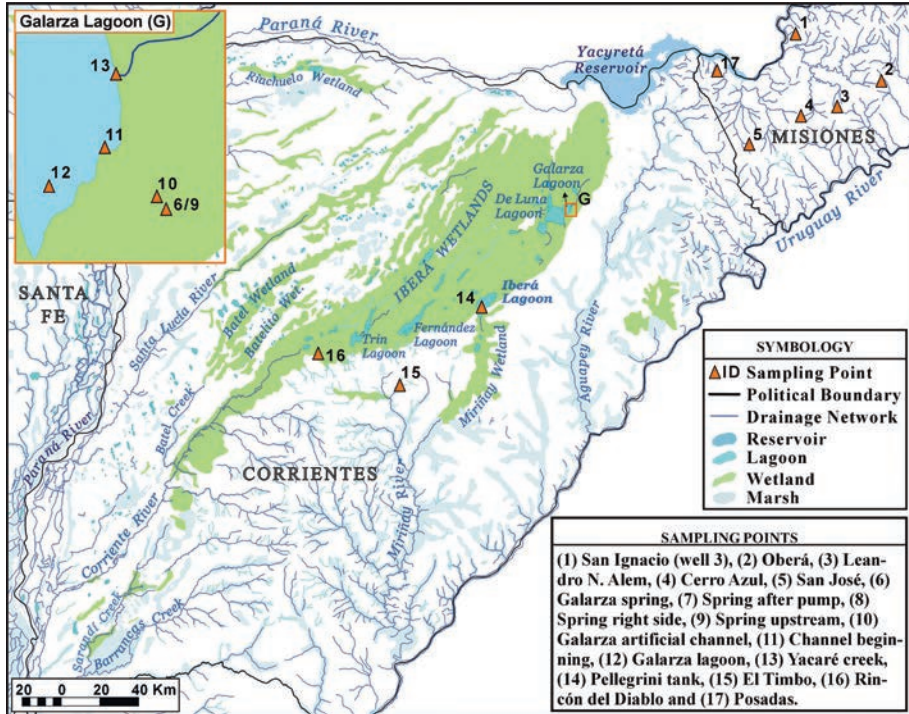 Galarza Lagoon (G)
13
11
12
10
6/9
Paraná River
Riachuelo Wetland
Yacyretá
Reservoir
1
17
2
3
4
5
MISIONES
Uruguay River
Galarza
Lagoon
G
De Luna
Lagoon
IBERÁ WETLANDS
SANTA
FE
Santa Lucía River
Batel Wetland
Batelito Wet.
14
Iberá
Lagoon
Trin
Lagoon
Fernández
Lagoon
16
15
Miriñay Wetland
Aguapey River
Paraná River
Batel Creek
CORRIENTES
Miriñay River
Corriente River
Sarandí Creek
Barrancas Creek
20 0 20 40 Km
SYMBOLOGY
ID Sampling Point
Political Boundary
Drainage Network
Reservoir
Lagoon
Wetland
Marsh
SAMPLING POINTS
(1) San Ignacio (well 3), (2) Oberá, (3) Lean-
dro N. Alem, (4) Cerro Azul, (5) San José, (6)
Galarza spring, (7) Spring after pump, (8)
Spring right side, (9) Spring upstream, (10)
Galarza artificial channel, (11) Channel begin-
ning, (12) Galarza lagoon, (13) Yacaré creek,
(14) Pellegrini tank, (15) El Timbo, (16) Rin-
cón del Diablo and (17) Posadas.